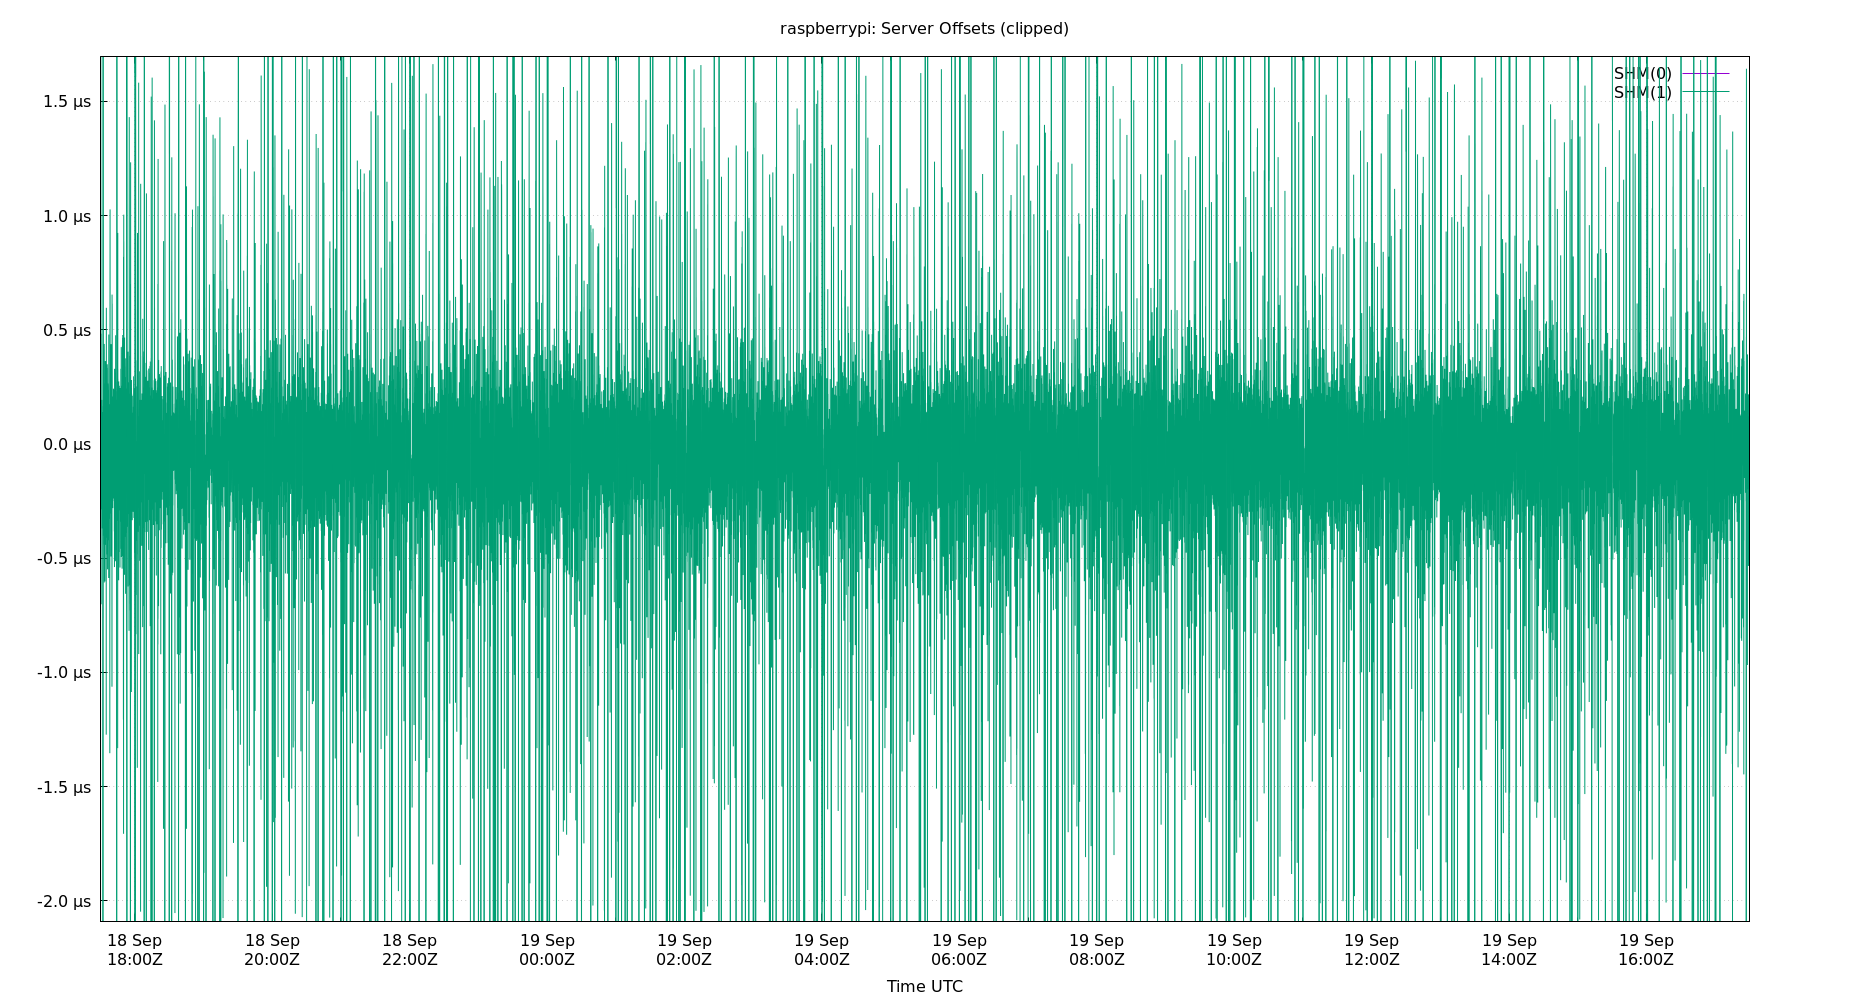 raspberrypi: Server Offsets (clipped)
SHM(0)
SHM(1)
1.5 µs
1.0 µs
0.5 µs
0.0 µs
-0.5 µs
-1.0 µs
-1.5 µs
-2.0 µs
18 Sep 18 Sep 18 Sep 19 Sep 19 Sep 19 Sep 19 Sep 19 Sep 19 Sep 19 Sep 19 Sep 19 Sep
18:00Z 20:00Z 22:00Z 00:00Z 02:00Z 04:00Z 06:00Z 08:00Z 10:00Z 12:00Z 14:00Z 16:00Z
Time UTC